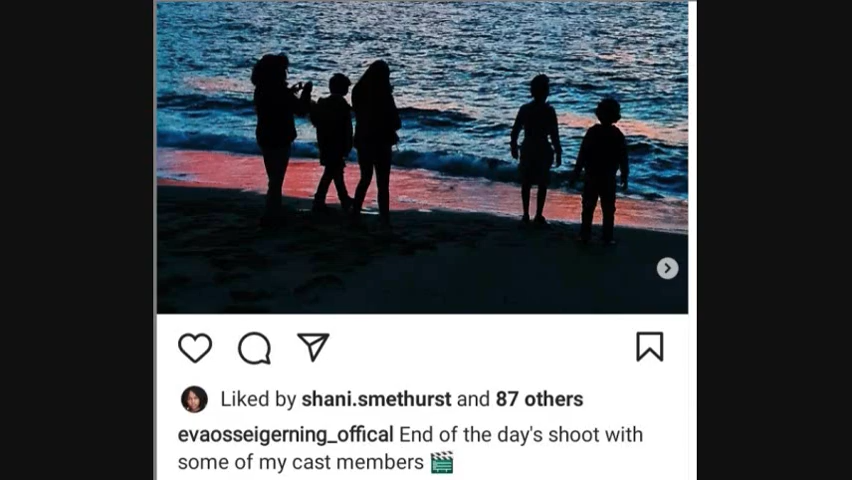 Liked by shani.smethurst and 87 others
evaosseigerning_offical End of the day's shoot with
some of my cast members 🎬